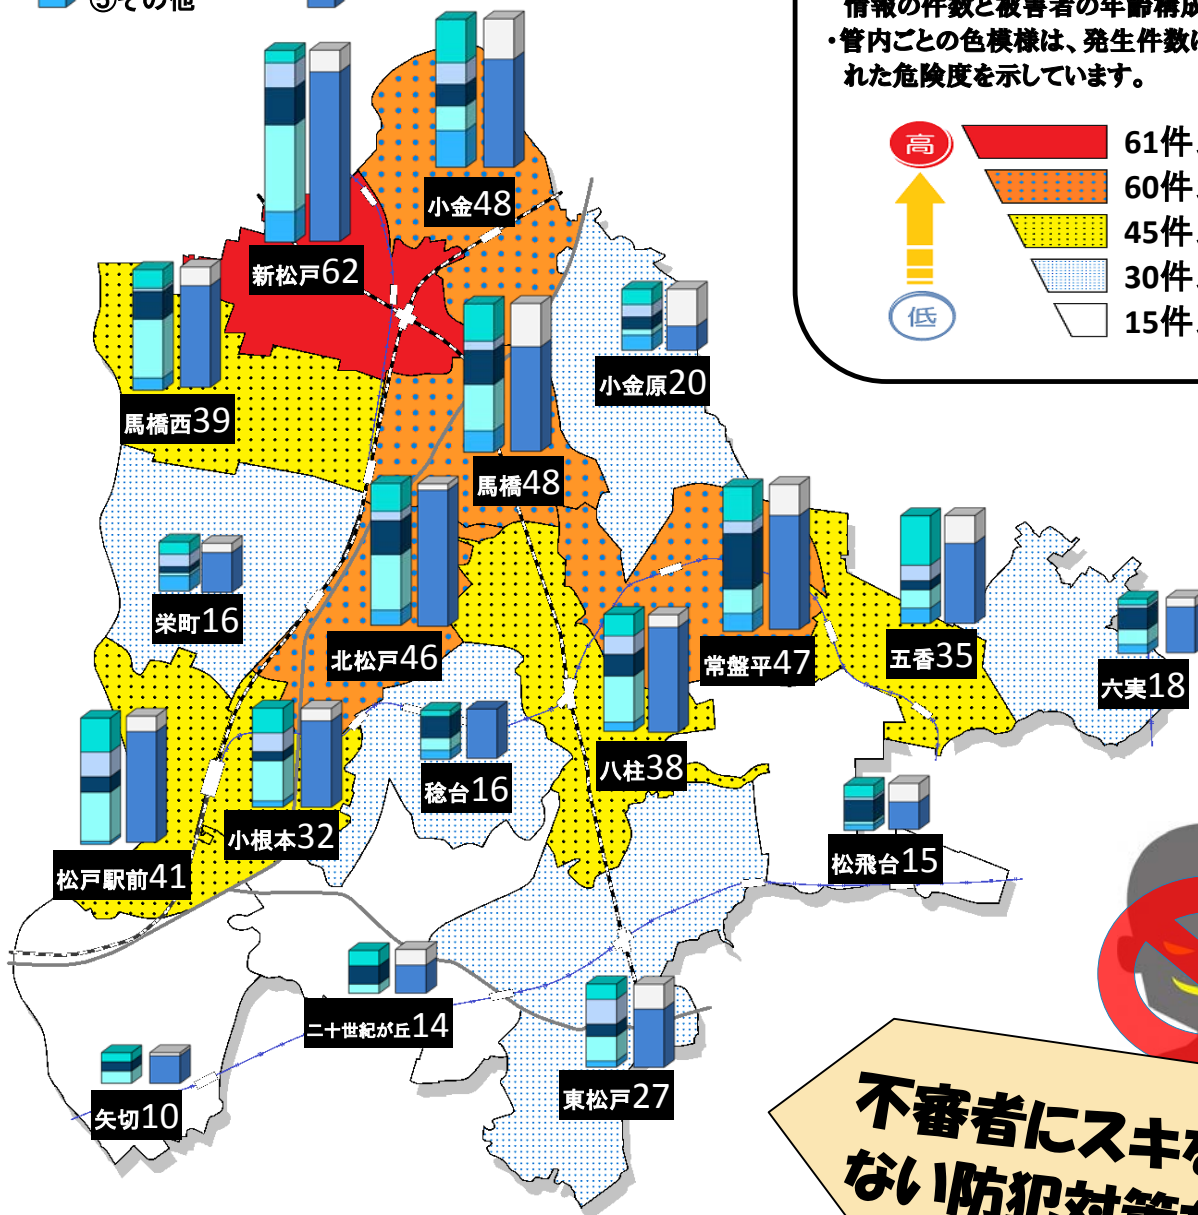 ⑤その他
情報の件数と被害者の年齢構成
・管内ごとの色模様は、発生件数に
れた危険度を示しています。
高
61件
60件
45件
30件
15件
低
小金48
新松戸62
小金原20
馬橋西39
馬橋48
栄町16
北松戸46
常盤平47
五香35
六実18
稔台16
八柱38
小根本32
松戸駅前41
松飛台15
二十世紀が丘14
東松戸27
矢切10
不審者にスキ
ない防犯対策